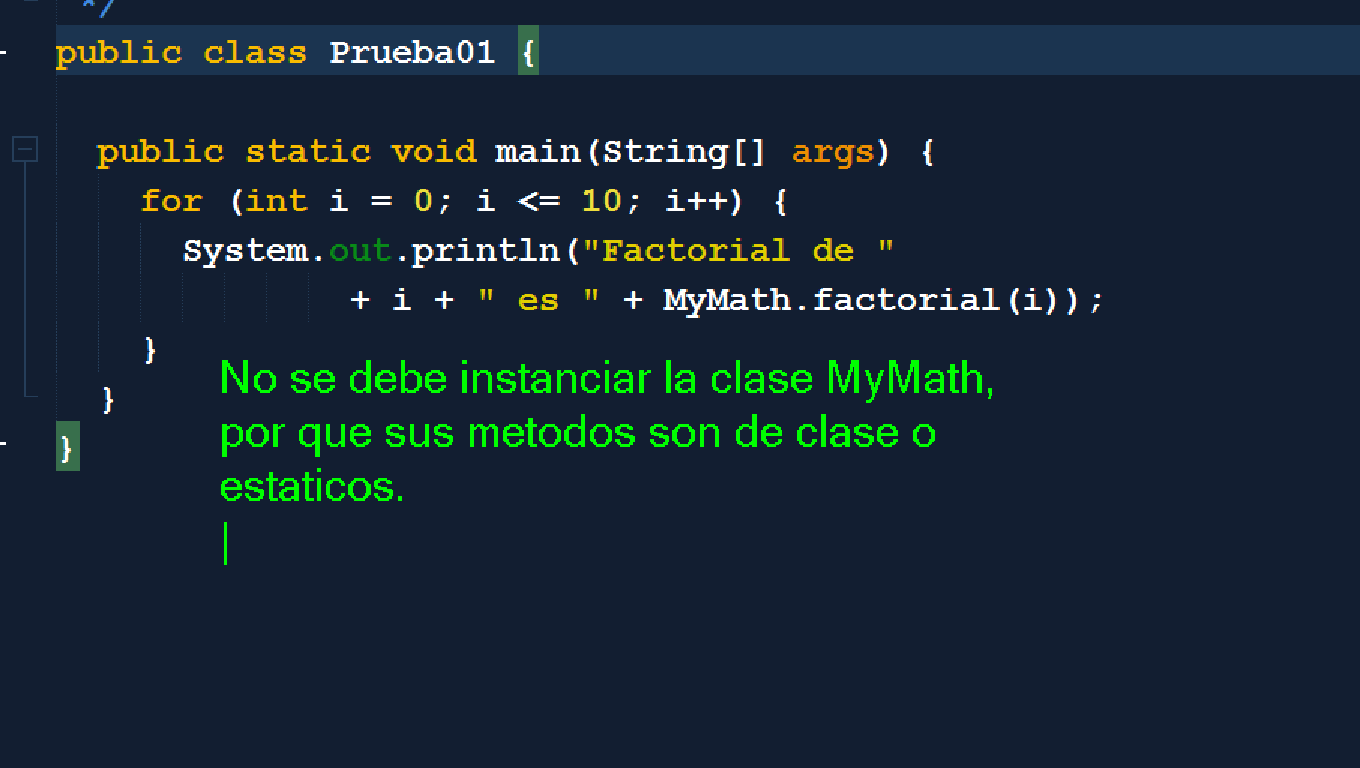 */
public class Prueba01 {
public static void main(String[] args) {
for (int i = 0; i <= 10; i++) {
System.out.println("Factorial de "
+ i + " es " + MyMath.factorial(i));
}
No se debe instanciar la clase MyMath,
}
por que sus metodos son de clase o
}
estaticos.